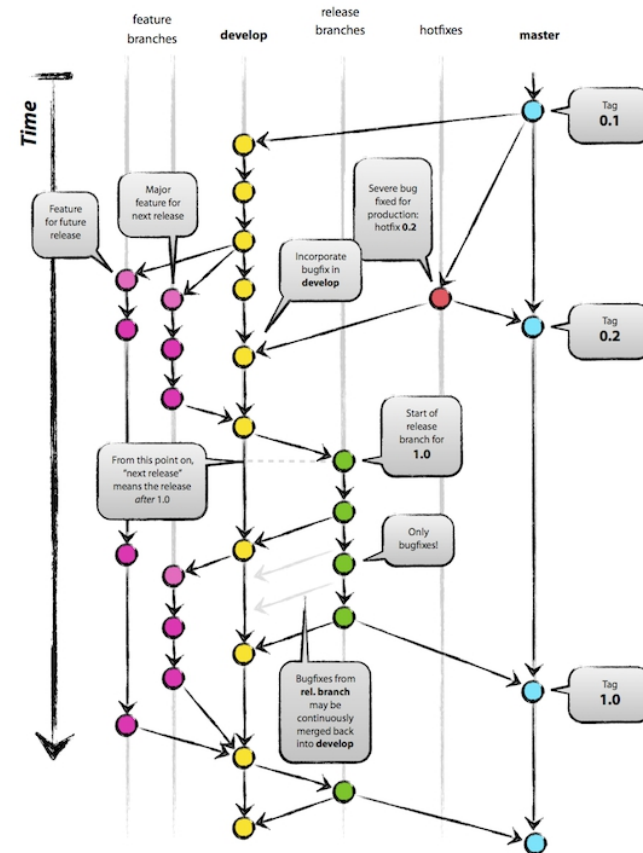 feature
branches
develop
release
branches
hotfixes
master
Time
Tag
0.1
Major
feature for
next release
Severe bug
fixed for
production:
hotfix 0.2
Feature
for future
release
Incorporate
bugfix in
develop
Tag
0.2
Start of
release
branch for
1.0
From this point on,
“next release”
means the release
after 1.0
Only
bugfixes!
Bugfixes from
rel. branch
may be
continuously
merged back
into develop
Tag
1.0